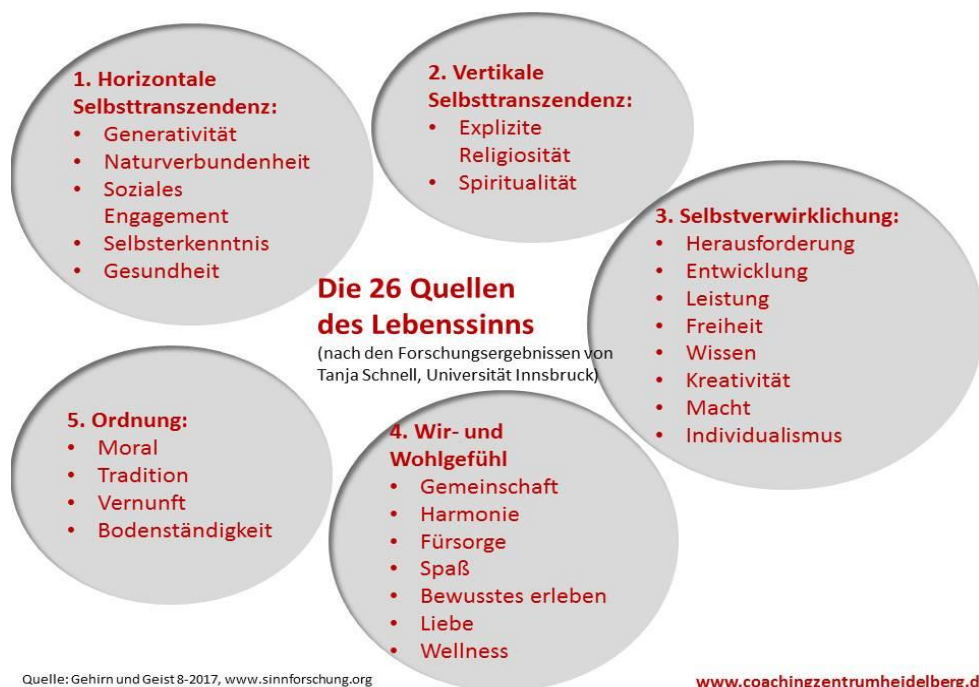 1. Horizontale
Selbsttranszendenz:
• Generativität
• Naturverbundenheit
• Soziales
Engagement
• Selbsterkenntnis
• Gesundheit
2. Vertikale
Selbsttranszendenz:
• Explizite
Religiosität
• Spiritualität
3. Selbstverwirklichung:
• Herausforderung
• Entwicklung
• Leistung
• Freiheit
• Wissen
• Kreativität
• Macht
• Individualismus
Die 26 Quellen
des Lebenssinns
(nach den Forschungsergebnissen von
Tanja Schnell, Universität Innsbruck)
5. Ordnung:
• Moral
• Tradition
• Vernunft
• Bodenständigkeit
4. Wir- und
Wohlgefühl
• Gemeinschaft
• Harmonie
• Fürsorge
• Spaß
• Bewusstes erleben
• Liebe
• Wellness
Quelle: Gehirn und Geist 8-2017, www.sinnforschung.org
www.coachingzentrumheidelberg.d